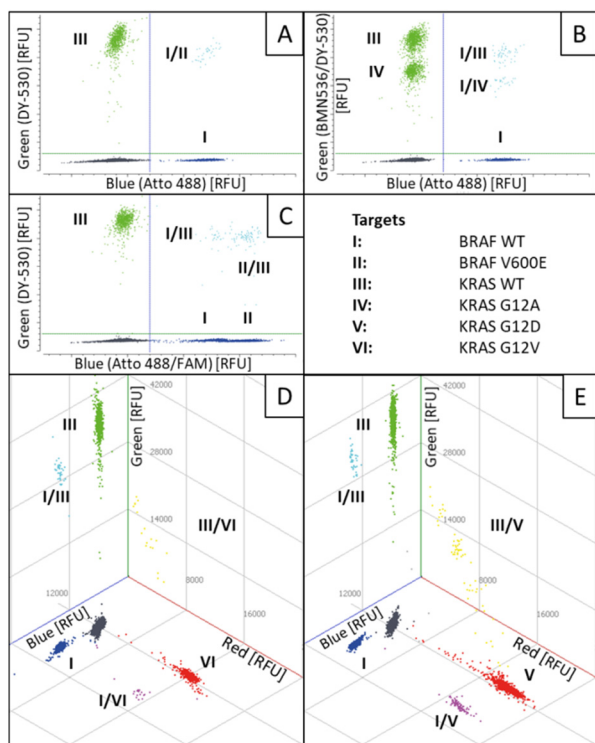 A
III
I/II
I
Green (DY-530) [RFU]
Blue (Atto 488) [RFU]
B
III
IV
I/III
I/IV
I
Green (BMN536/DY-530)
[RFU]
Blue (Atto 488) [RFU]
C
III
I/III
II/III
I
II
Green (DY-530) [RFU]
Blue (Atto 488/FAM) [RFU]
Targets
I: BRAF WT
II: BRAF V600E
III: KRAS WT
IV: KRAS G12A
V: KRAS G12D
VI: KRAS G12V
D
42000
III
Green [RFU]
28000
I/III
14000
III/VI
12000
8000
16000
Blue [RFU]
Red [RFU]
I
VI
I/VI
E
42000
III
Green [RFU]
28000
I/III
14000
III/V
12000
8000
16000
Blue [RFU]
Red [RFU]
I
V
I/V